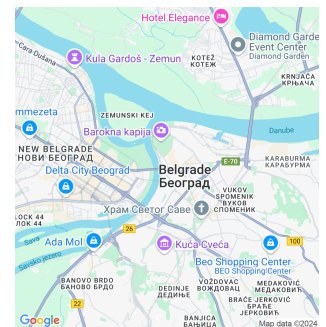 Hotel Elegance
Diamond Garden
Event Center
Diamond Garden
Cara Dušana
Kula Gardoš - Zemun
КОТЕŽ
КОТЕЖ
KRNJAČA
КРЊАЧА
ZEMUNSKI KEJ
mmezeta
Barokna kapija
Danube
NEW BELGRADE
НОВИ БЕОГРАД
E-70
KARABURMA
КАРАБУРМА
Delta City Beograd
Belgrade
Београд
VUKOV
SPOMENIK
ВУКОВ
СПОМЕНИК
Храм Светог Саве
LOCK 44
ЛОК 44
26
Sava
Ada Mol
Kuća Cveća
100
Savsko jezero
Beo Shopping Center
BEO Shopping Center
BANOVO BRDO
БАНОВО БРДО
DEDINJE
ДЕДИЊЕ
VOŽDOVAC
ВОЖДОВАЦ
MEDAKOVIĆ
МЕДАКОВИЋ
22
BRAĆE JERKOVIĆ
БРАЋЕ
ЈЕРКОВИЋ
BANJICA
БАЊИЦА
Google
Map data ©2024